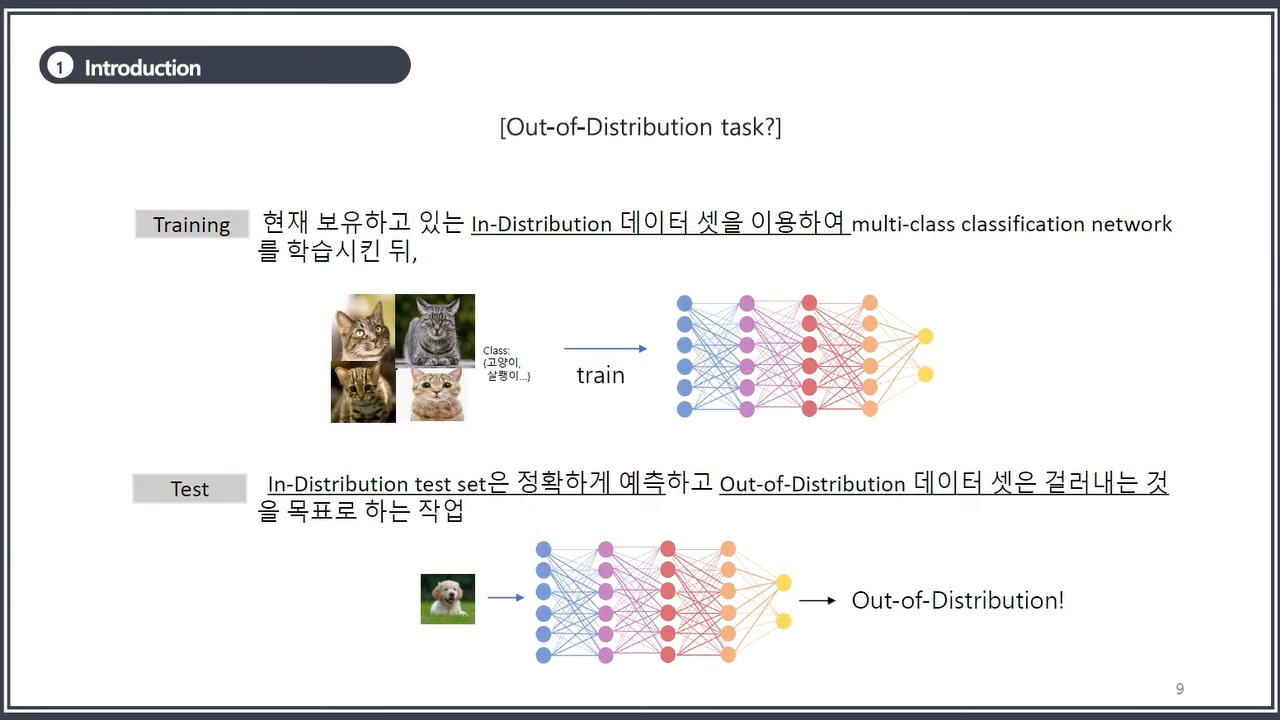 1 Introduction
[Out-of-Distribution task?]
Training 현재 보유하고 있는 In-Distribution 데이터 셋을 이용하여 multi-class classification network
를 학습시킨 뒤,
Class:
{고양이,
살쾡이...}
train
Test In-Distribution test set은 정확하게 예측하고 Out-of-Distribution 데이터 셋은 걸러내는 것
을 목표로 하는 작업
Out-of-Distribution!
9